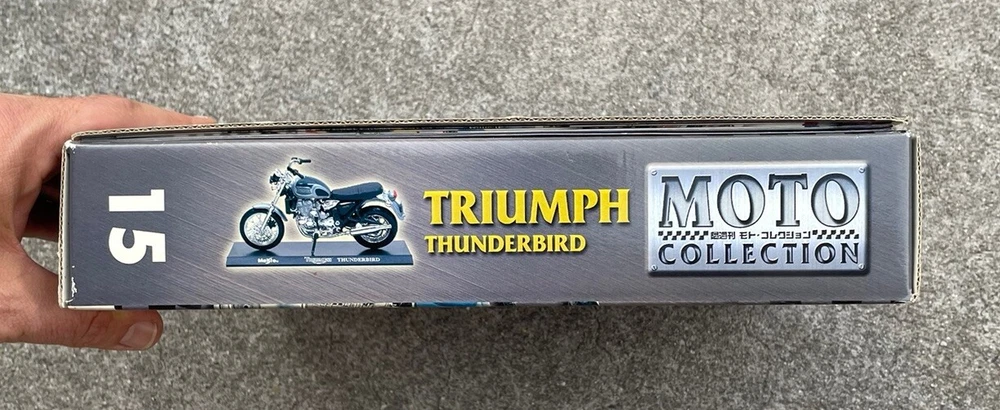 15
TRIUMPH
THUNDERBIRD
Maisto
TRIUMPH THUNDERBIRD
MOTO
隔週刊 モト・コレクション
COLLECTION